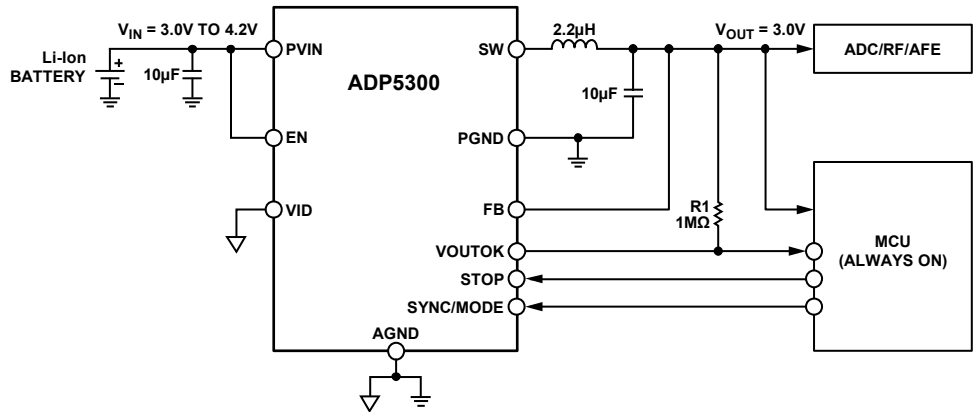 VIN = 3.0V TO 4.2V
Li-Ion
BATTERY
+
–
10µF
PVIN
EN
VID
ADP5300
AGND
SW
PGND
FB
VOUTOK
STOP
SYNC/MODE
2.2µH
10µF
VOUT = 3.0V
R1
1MΩ
ADC/RF/AFE
MCU
(ALWAYS ON)